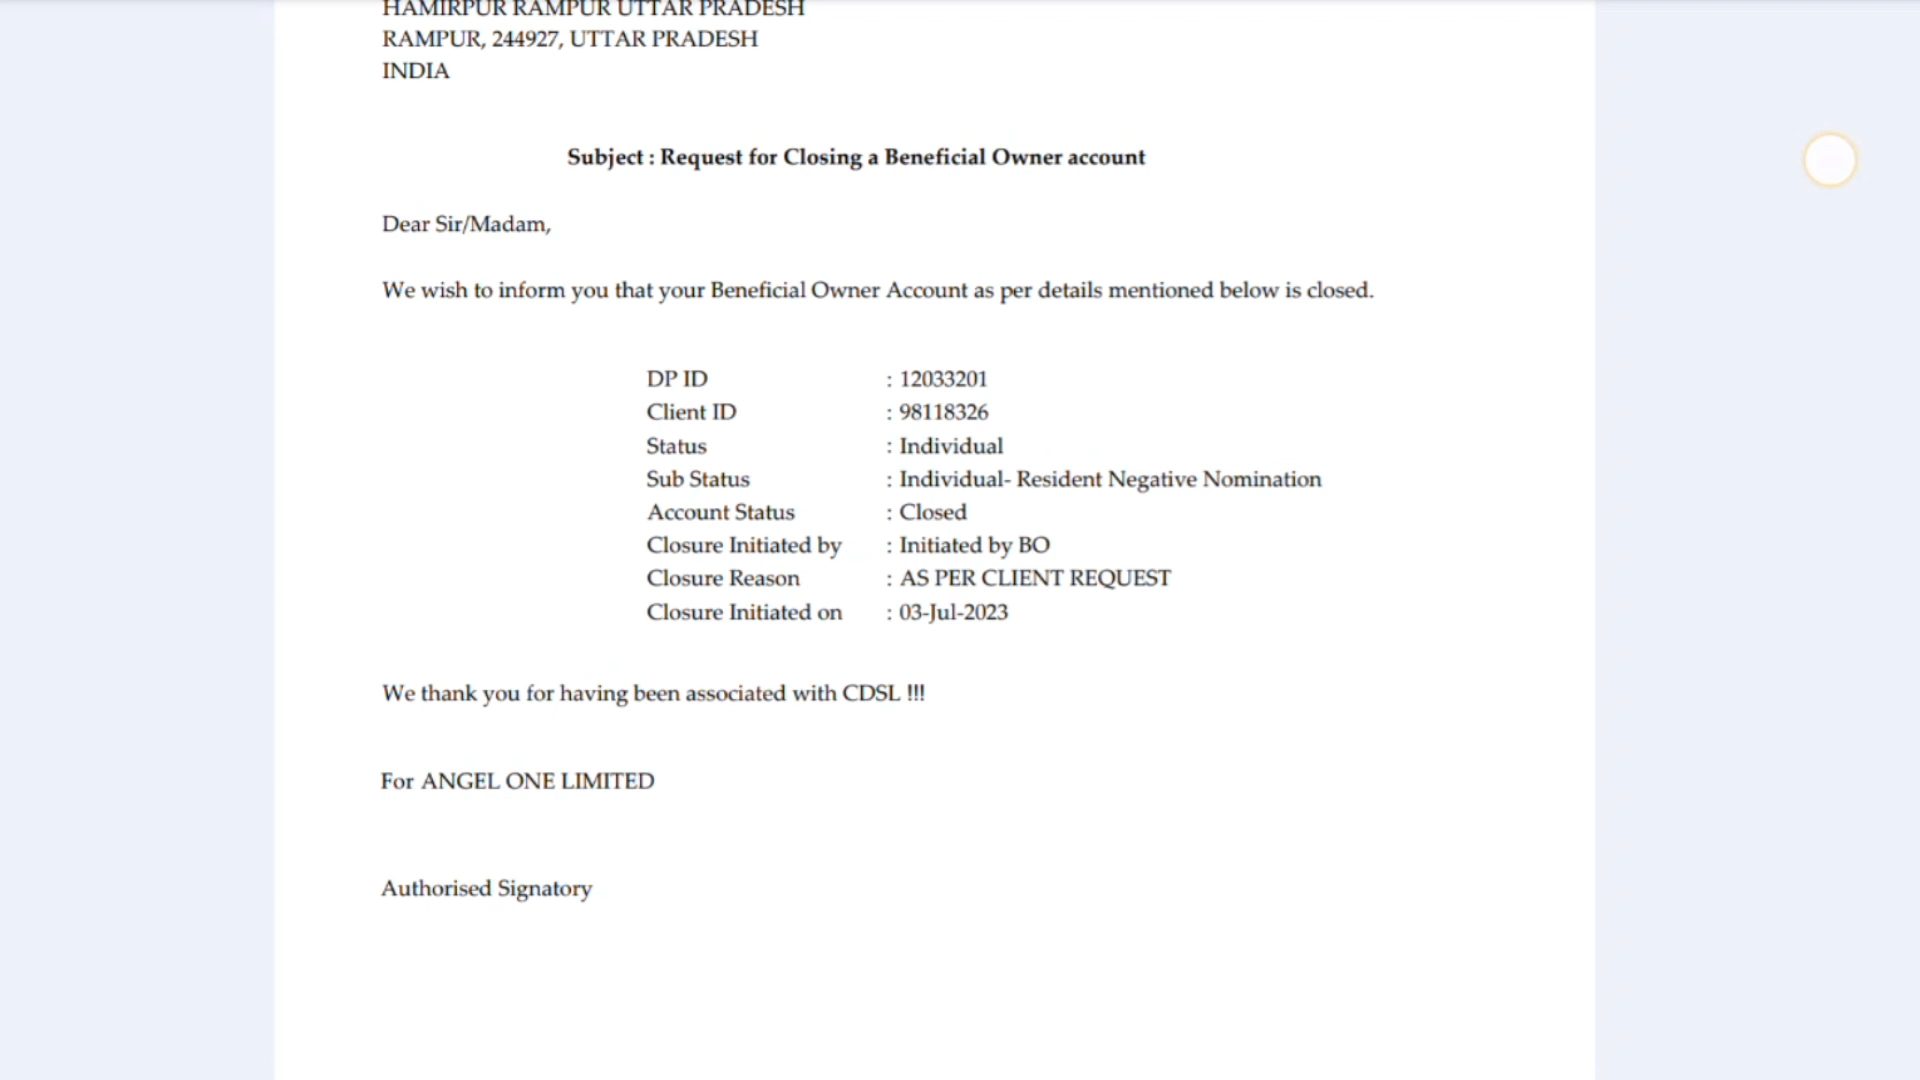 HAMIRPUR RAMPUR UTTAR PRADESH
RAMPUR, 244927, UTTAR PRADESH
INDIA
Subject : Request for Closing a Beneficial Owner account
Dear Sir/Madam,
We wish to inform you that your Beneficial Owner Account as per details mentioned below is closed.
DP ID : 12033201
Client ID : 98118326
Status : Individual
Sub Status : Individual- Resident Negative Nomination
Account Status : Closed
Closure Initiated by : Initiated by BO
Closure Reason : AS PER CLIENT REQUEST
Closure Initiated on : 03-Jul-2023
We thank you for having been associated with CDSL !!!
For ANGEL ONE LIMITED
Authorised Signatory